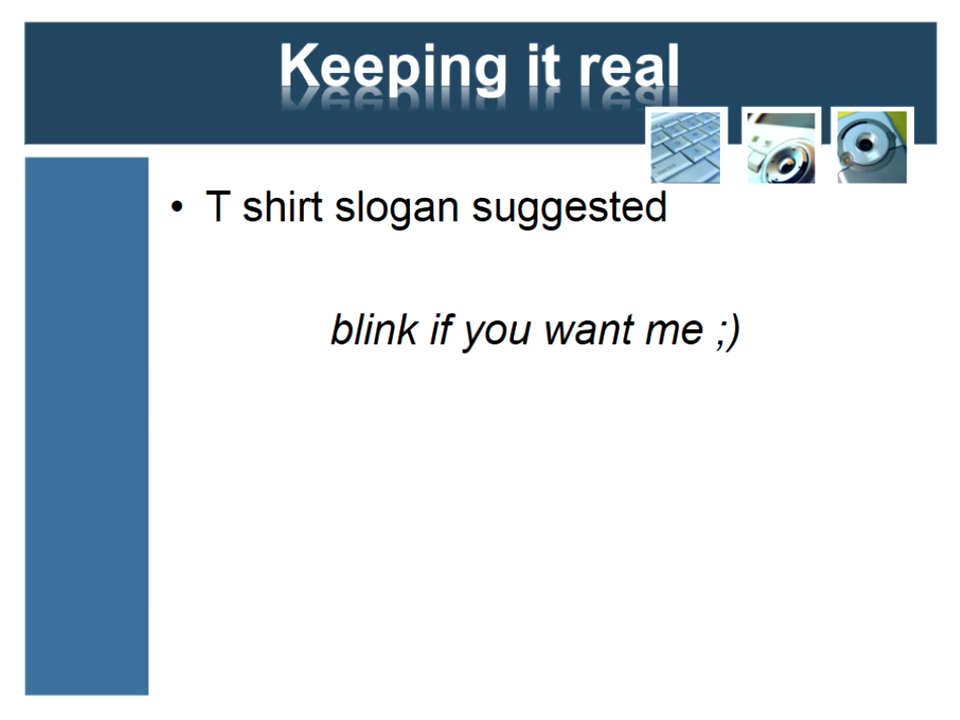 Keeping it real
• T shirt slogan suggested
blink if you want me ;)